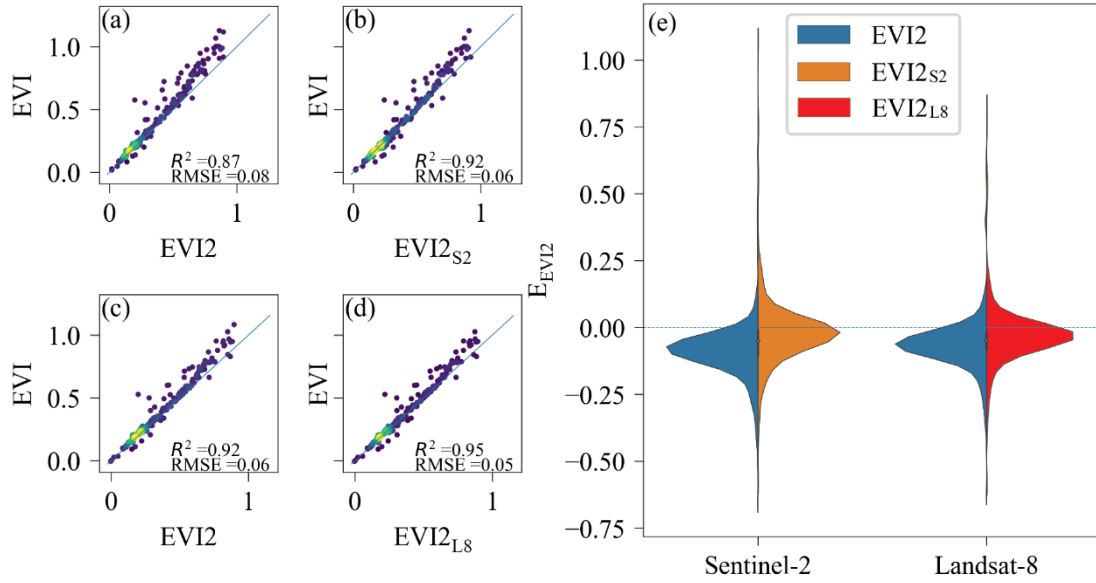 (a)
EVI
1.0
0.5
0.0
R² =0.87
RMSE =0.08
0 1
EVI2
(b)
R² =0.92
RMSE =0.06
0 1
EVI2S2
(c)
EVI
1.0
0.5
0.0
R² =0.92
RMSE =0.06
0 1
EVI2
(d)
EVI
R² =0.95
RMSE =0.05
0 1
EVI2L8
(e)
EVI2
EVI2S2
EVI2L8
EEVI2
1.00
0.75
0.50
0.25
0.00
−0.25
−0.50
−0.75
Sentinel-2 Landsat-8
EVI